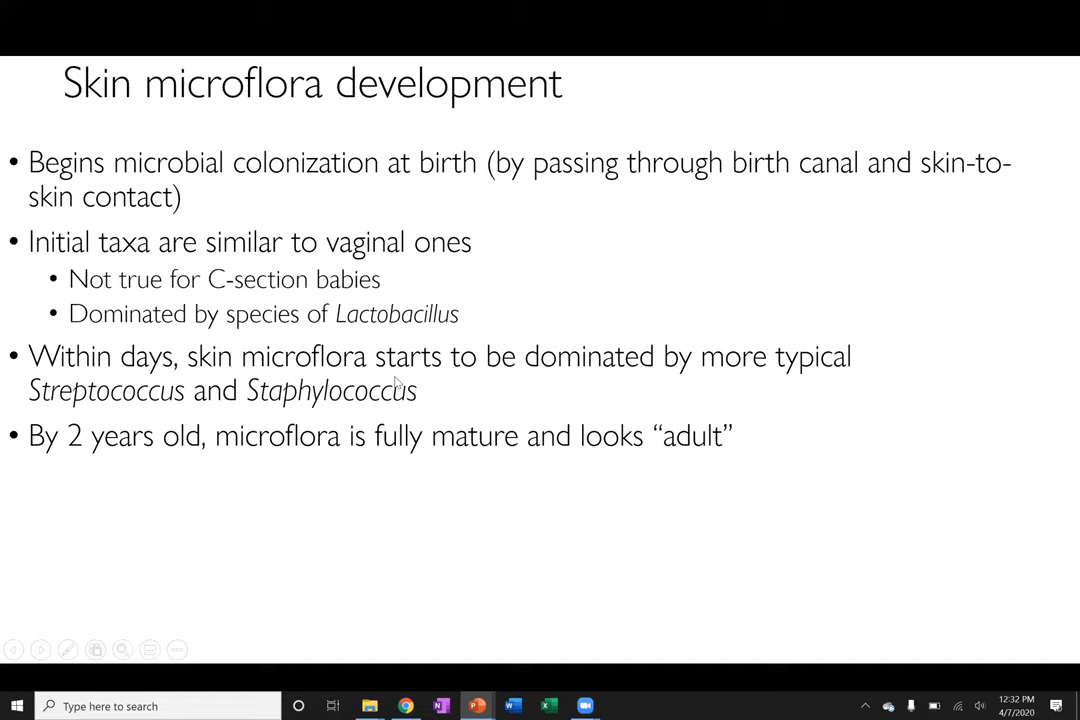 Skin microflora development
• Begins microbial colonization at birth (by passing through birth canal and skin-to-
skin contact)
• Initial taxa are similar to vaginal ones
• Not true for C-section babies
• Dominated by species of Lactobacillus
• Within days, skin microflora starts to be dominated by more typical
Streptococcus and Staphylococcus
• By 2 years old, microflora is fully mature and looks “adult”
Type here to search
12:32 PM
4/7/2020